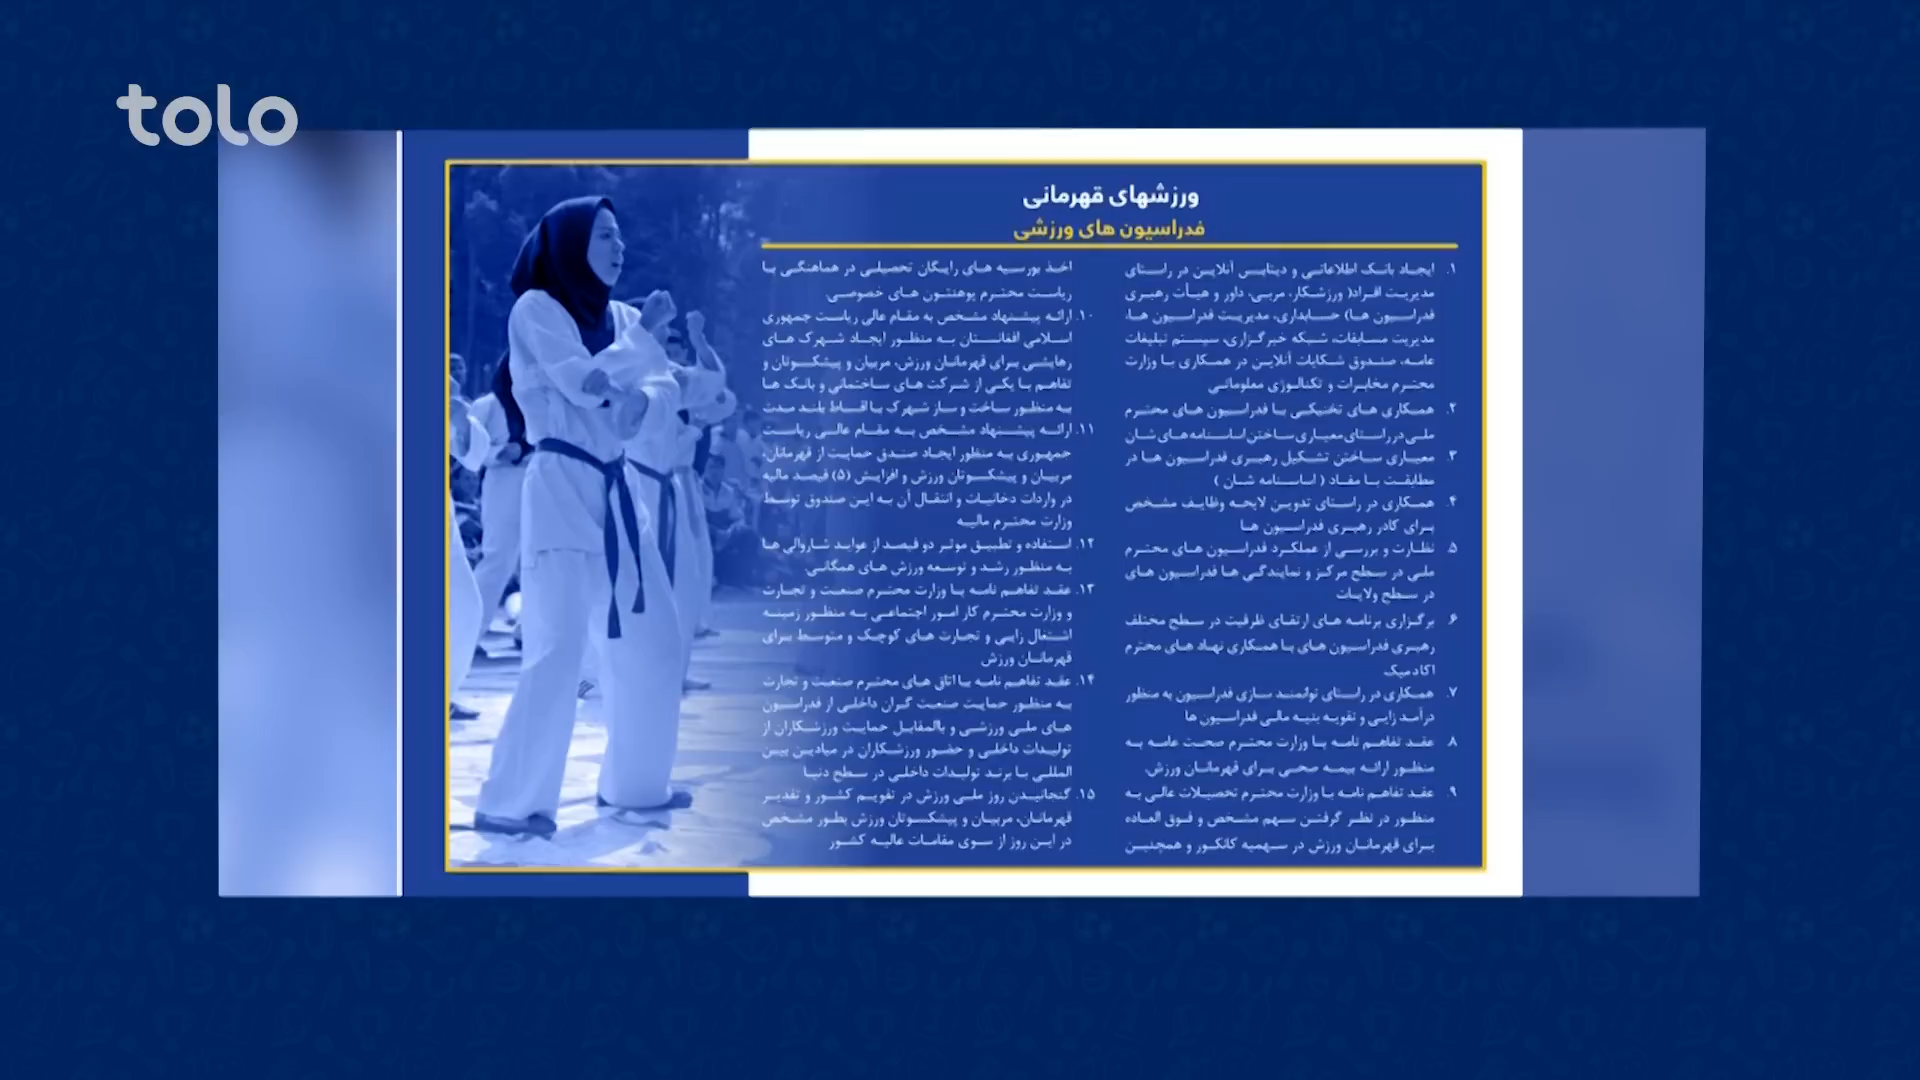 tolo
ورزشهای قهرمانی
فدراسیون های ورزشی
۱. ایجاد بانک اطلاعاتی و دیتابس آنلاین در راستای
مدیریت افراد( ورزشکار، مربی، داور و هیأت رهبری
فدراسیون ها) حسابداری، مدیریت فدراسیون ها،
مدیریت مسابقات، شبکه خبرگزاری، سیستم تبلیغات
عامه، صندوق شکایات آنلاین در همکاری با وزارت
محترم مخابرات و تکنالوژی معلوماتی
۲. همکاری های تخنیکی با فدراسیون های محترم
ملی در راستای معیاری ساختن اساسنامه های شان
۳. معیاری ساختن تشکیل رهبری فدراسیون ها در
مطابقت با مفاد ( اساسنامه شان )
۴. همکاری در راستای تدوین لایحه وظایف مشخص
برای کادر رهبری فدراسیون ها
۵. نظارت و بررسی از عملکرد فدراسیون های محترم
ملی در سطح مرکز و نمایندگی ها فدراسیون های
در سطح ولایات
۶. برگزاری برنامه های ارتقای ظرفیت در سطح مختلف
رهبری فدراسیون های با همکاری نهاد های محترم
اکادمیک
۷. همکاری در راستای توانمند سازی فدراسیون به منظور
درآمد زایی و تقویه بنیه مالی فدراسیون ها
۸. عقد تفاهم نامه با وزارت محترم صحت عامه به
منظور ارائه بیمه صحی برای قهرمانان ورزش.
۹. عقد تفاهم نامه با وزارت محترم تحصیلات عالی به
منظور در نظر گرفتن سهم مشخص و فوق العاده
برای قهرمانان ورزش در سهمیه کانکور و همچنین
اخذ بورسیه های رایگان تحصیلی در هماهنگی با
ریاست محترم پوهنتون های خصوصی.
۱۰. ارائه پیشنهاد مشخص به مقام عالی ریاست جمهوری
اسلامی افغانستان به منظور ایجاد شهرک های
رهایشی برای قهرمانان ورزش، مربیان و پیشکسوتان و
تفاهم با یکی از شرکت های ساختمانی و بانک ها
به منظور ساخت و ساز شهرک با اقساط بلند مدت
۱۱. ارائه پیشنهاد مشخص به مقام عالی ریاست
جمهوری به منظور ایجاد صندق حمایت از قهرمانان،
مربیان و پیشکسوتان ورزش و افزایش (۵) فیصد مالیه
در واردات دخانیات و انتقال آن به این صندوق توسط
وزارت محترم مالیه
۱۲. استفاده و تطبیق موثر دو فیصد از عواید شاروالی ها
به منظور رشد و توسعه ورزش های همگانی.
۱۳. عقد تفاهم نامه با وزارت محترم صنعت و تجارت
و وزارت محترم کار امور اجتماعی به منظور زمینه
اشتغال زایی و تجارت های کوچک و متوسط برای
قهرمانان ورزش
۱۴. عقد تفاهم نامه با اتاق های محترم صنعت و تجارت
به منظور حمایت صنعت گران داخلی از فدراسیون
های ملی ورزشی و بالمقابل حمایت ورزشکاران از
تولیدات داخلی و حضور ورزشکاران در میادین بین
المللی با برند تولیدات داخلی در سطح دنیا
۱۵. گنجانیدن روز ملی ورزش در تقویم کشور و تقدیر
قهرمانان، مربیان و پیشکسوتان ورزش بطور مشخص
در این روز از سوی مقامات عالیه کشور